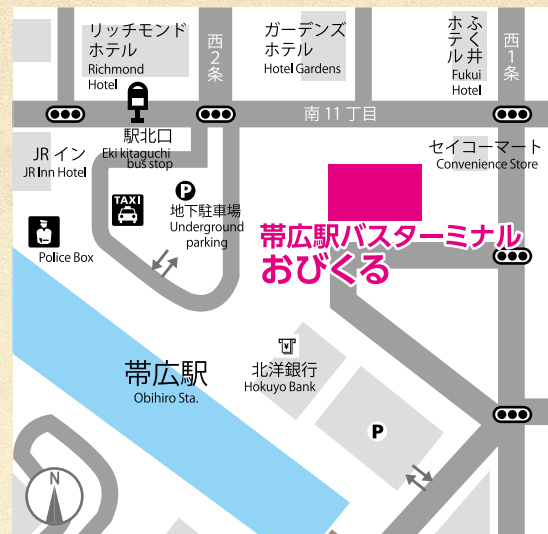 リッチモンド
ホテル
Richmond
Hotel
西2条
ガーデンズ
ホテル
Hotel Gardens
ふく井
ホテル
Fukui
Hotel
西1条
南11丁目
駅北口
Eki kitaguchi
bus stop
JRイン
JR Inn Hotel
セイコーマート
Convenience Store
TAXI
P
地下駐車場
Underground
parking
Police Box
帯広駅バスターミナル
おびくる
帯広駅
Obihiro Sta.
¥
北洋銀行
Hokuyo Bank
P
N